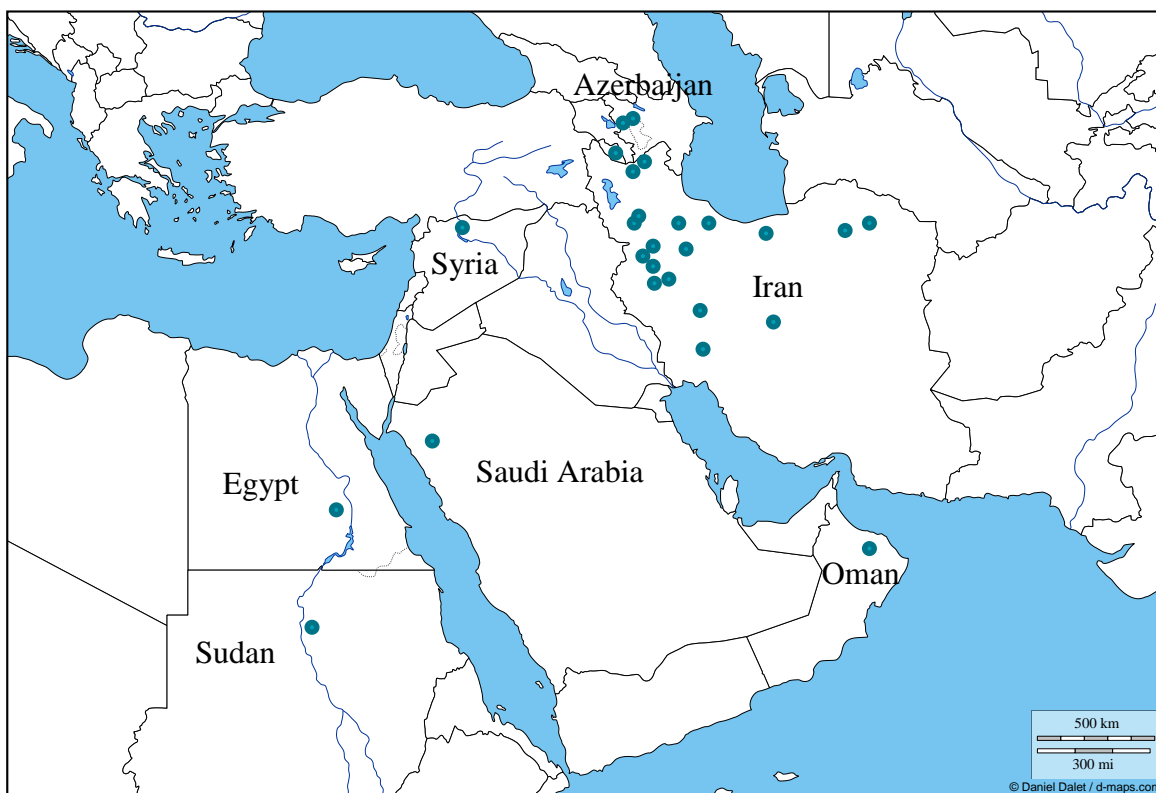 Azerbaijan
Syria
Iran
Egypt
Saudi Arabia
Oman
Sudan
500 km
300 mi
© Daniel Dalet / d-maps.com